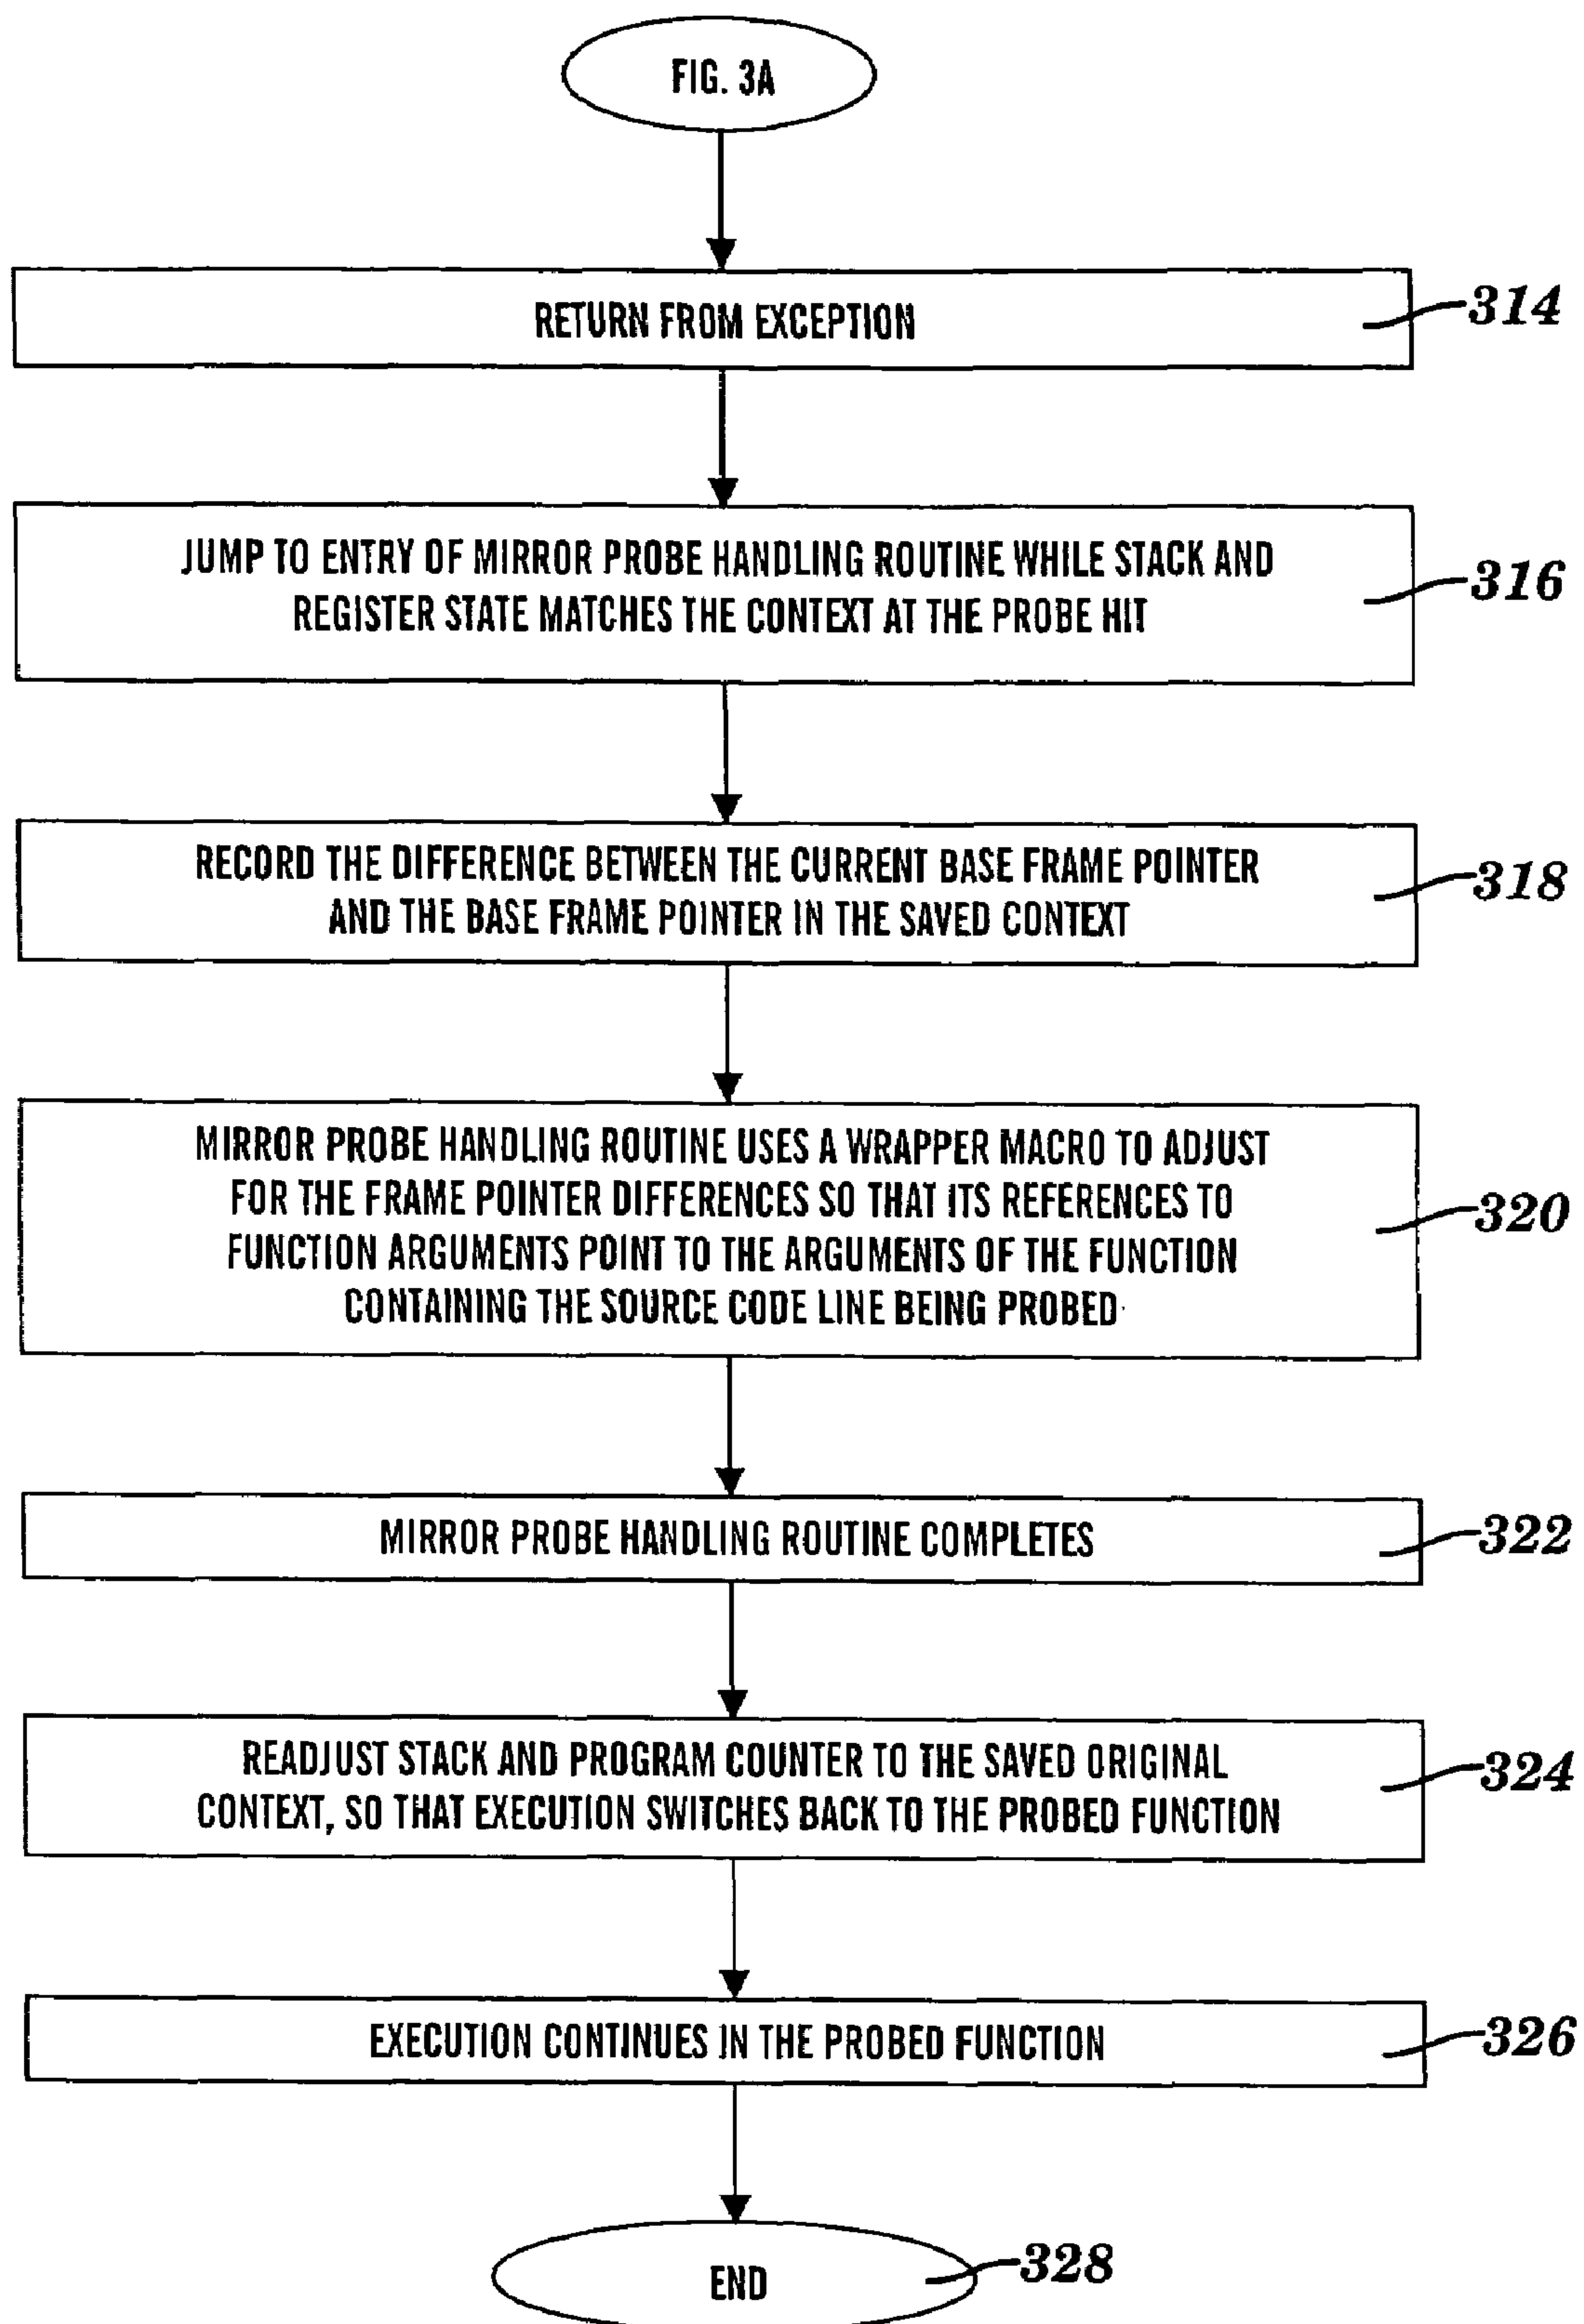 FIG. 3A
RETURN FROM EXCEPTION
314
JUMP TO ENTRY OF MIRROR PROBE HANDLING ROUTINE WHILE STACK AND
REGISTER STATE MATCHES THE CONTEXT AT THE PROBE HIT
316
RECORD THE DIFFERENCE BETWEEN THE CURRENT BASE FRAME POINTER
AND THE BASE FRAME POINTER IN THE SAVED CONTEXT
318
MIRROR PROBE HANDLING ROUTINE USES A WRAPPER MACRO TO ADJUST
FOR THE FRAME POINTER DIFFERENCES SO THAT ITS REFERENCES TO
FUNCTION ARGUMENTS POINT TO THE ARGUMENTS OF THE FUNCTION
CONTAINING THE SOURCE CODE LINE BEING PROBED
320
MIRROR PROBE HANDLING ROUTINE COMPLETES
322
READJUST STACK AND PROGRAM COUNTER TO THE SAVED ORIGINAL
CONTEXT, SO THAT EXECUTION SWITCHES BACK TO THE PROBED FUNCTION
324
EXECUTION CONTINUES IN THE PROBED FUNCTION
326
END
328